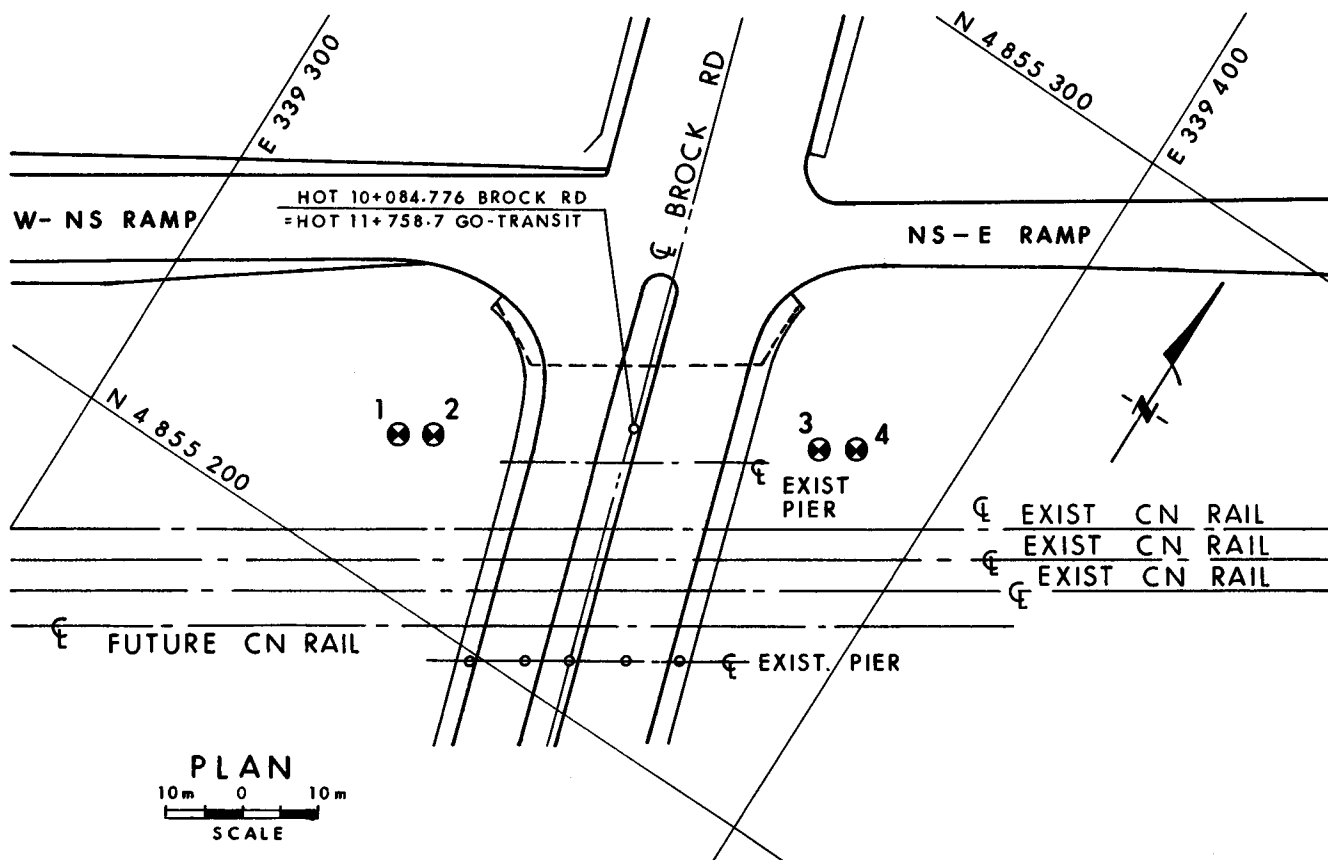 E 339 300
BROCK RD
N 4 855 300
E 339 400
HOT 10+084.776 BROCK RD
=HOT 11+758.7 GO-TRANSIT
W-NS RAMP
℄ BROCK RD
NS-E RAMP
N 4 855 200
1 2
3 4
N
℄ EXIST PIER
℄ EXIST CN RAIL
℄ EXIST CN RAIL
℄ EXIST CN RAIL
℄ FUTURE CN RAIL
℄ EXIST. PIER
PLAN
10m 0 10m
SCALE